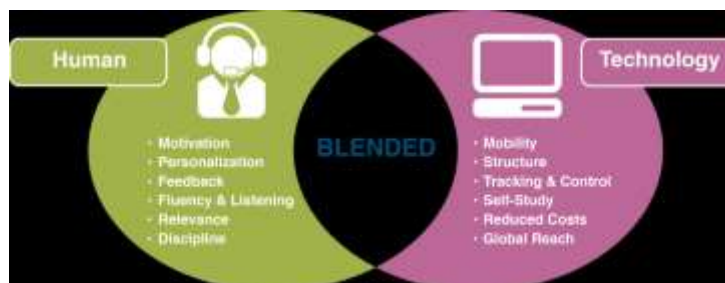 Human
• Motivation
• Personalization
• Feedback
• Fluency & Listening
• Relevance
• Discipline
BLENDED
Technology
• Mobility
• Structure
• Tracking & Control
• Self-Study
• Reduced Costs
• Global Reach